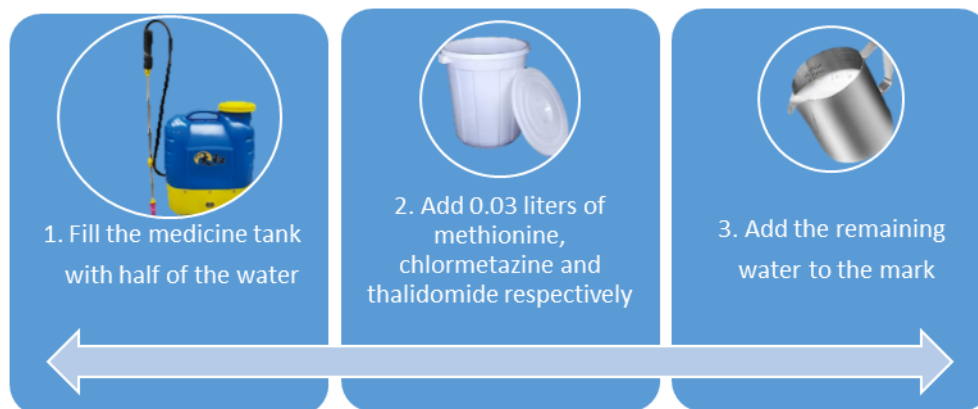 1. Fill the medicine tank
with half of the water
2. Add 0.03 liters of
methionine,
chlormetazine and
thalidomide respectively
3. Add the remaining
water to the mark